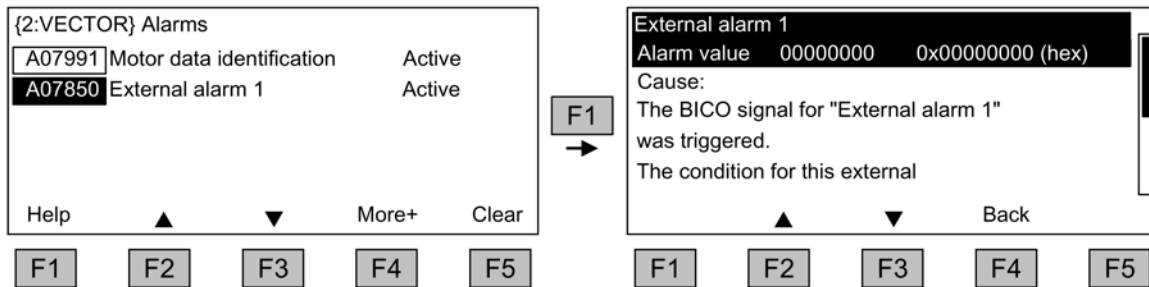 {2:VECTOR} Alarms
A07991 Motor data identification Active
A07850 External alarm 1 Active
Help ▲ ▼ More+ Clear
F1 F2 F3 F4 F5
F1
External alarm 1
Alarm value 00000000 0x00000000 (hex)
Cause:
The BICO signal for "External alarm 1"
was triggered.
The condition for this external
▲ ▼ Back
F1 F2 F3 F4 F5